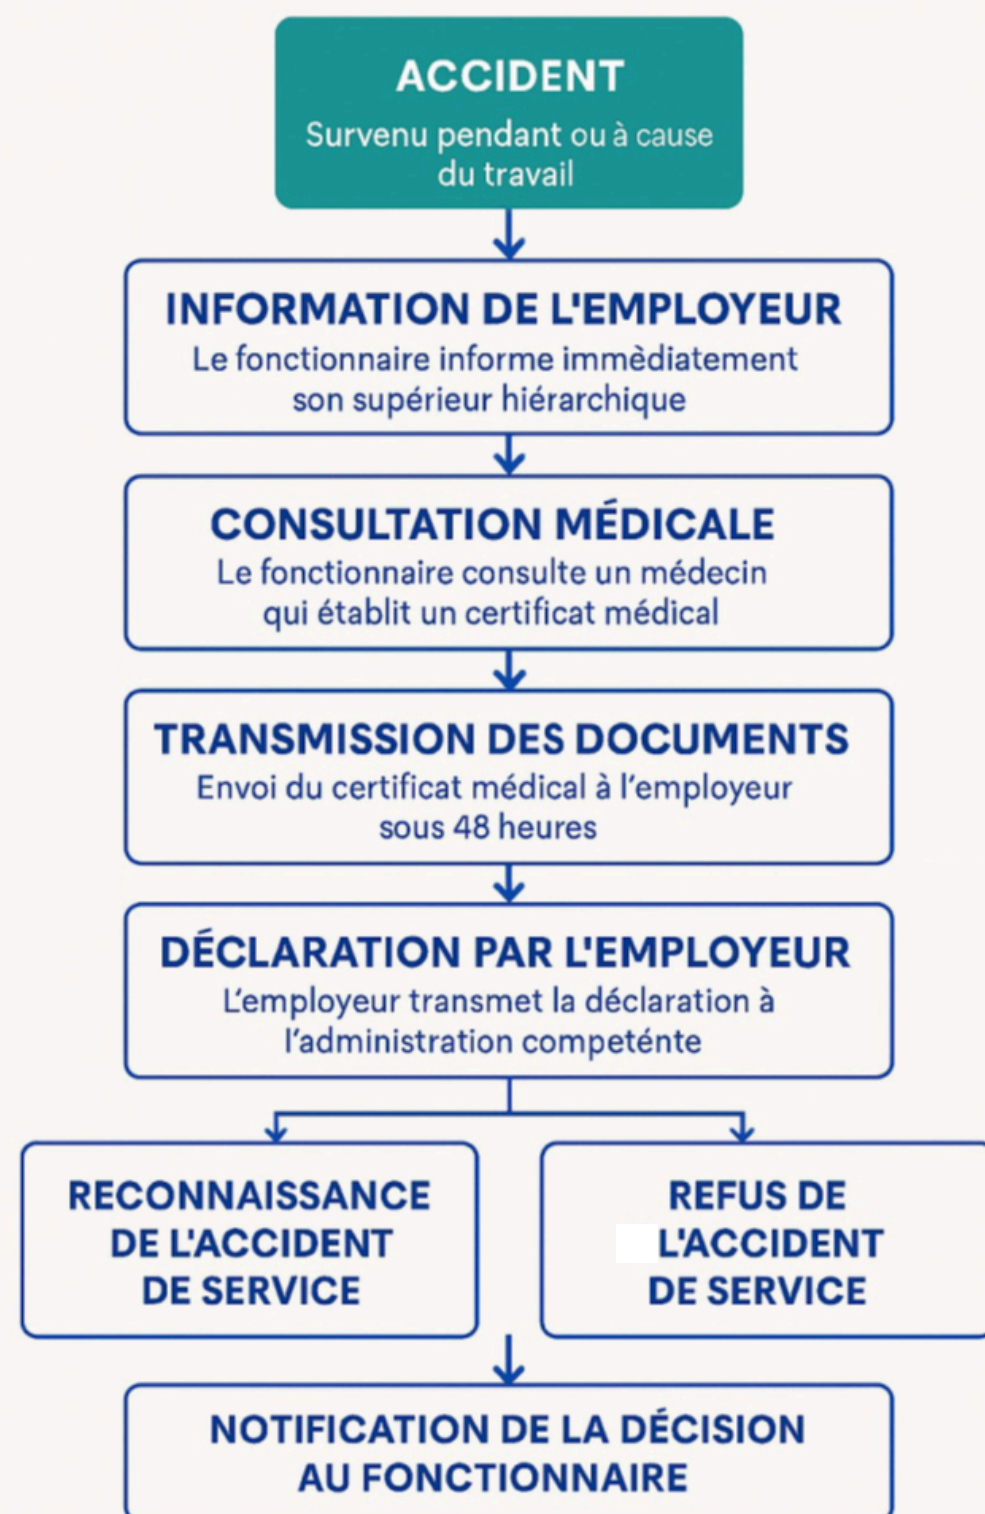 ACCIDENT
Survenu pendant ou à cause
du travail
INFORMATION DE L'EMPLOYEUR
Le fonctionnaire informe immèdiatement
son supérieur hiérarchique
CONSULTATION MÉDICALE
Le fonctionnaire consulte un médecin
qui établit un certificat médical
TRANSMISSION DES DOCUMENTS
Envoi du certificat médical à l’employeur
sous 48 heures
DÉCLARATION PAR L'EMPLOYEUR
L’employeur transmet la déclaration à
l’administration competénte
RECONNAISSANCE
DE L'ACCIDENT
DE SERVICE
REFUS DE
L'ACCIDENT
DE SERVICE
NOTIFICATION DE LA DÉCISION
AU FONCTIONNAIRE